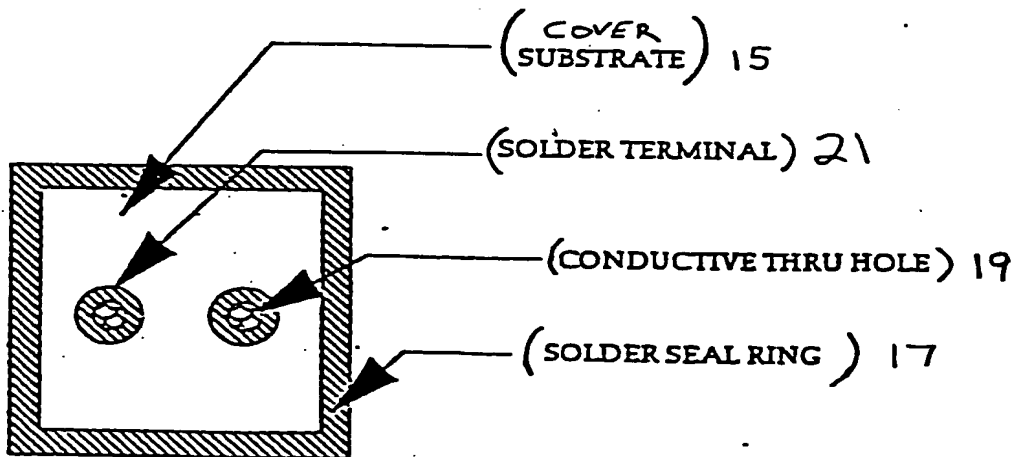 (COVER
SUBSTRATE) 15
(SOLDER TERMINAL) 21
(CONDUCTIVE THRU HOLE) 19
(SOLDER SEAL RING) 17